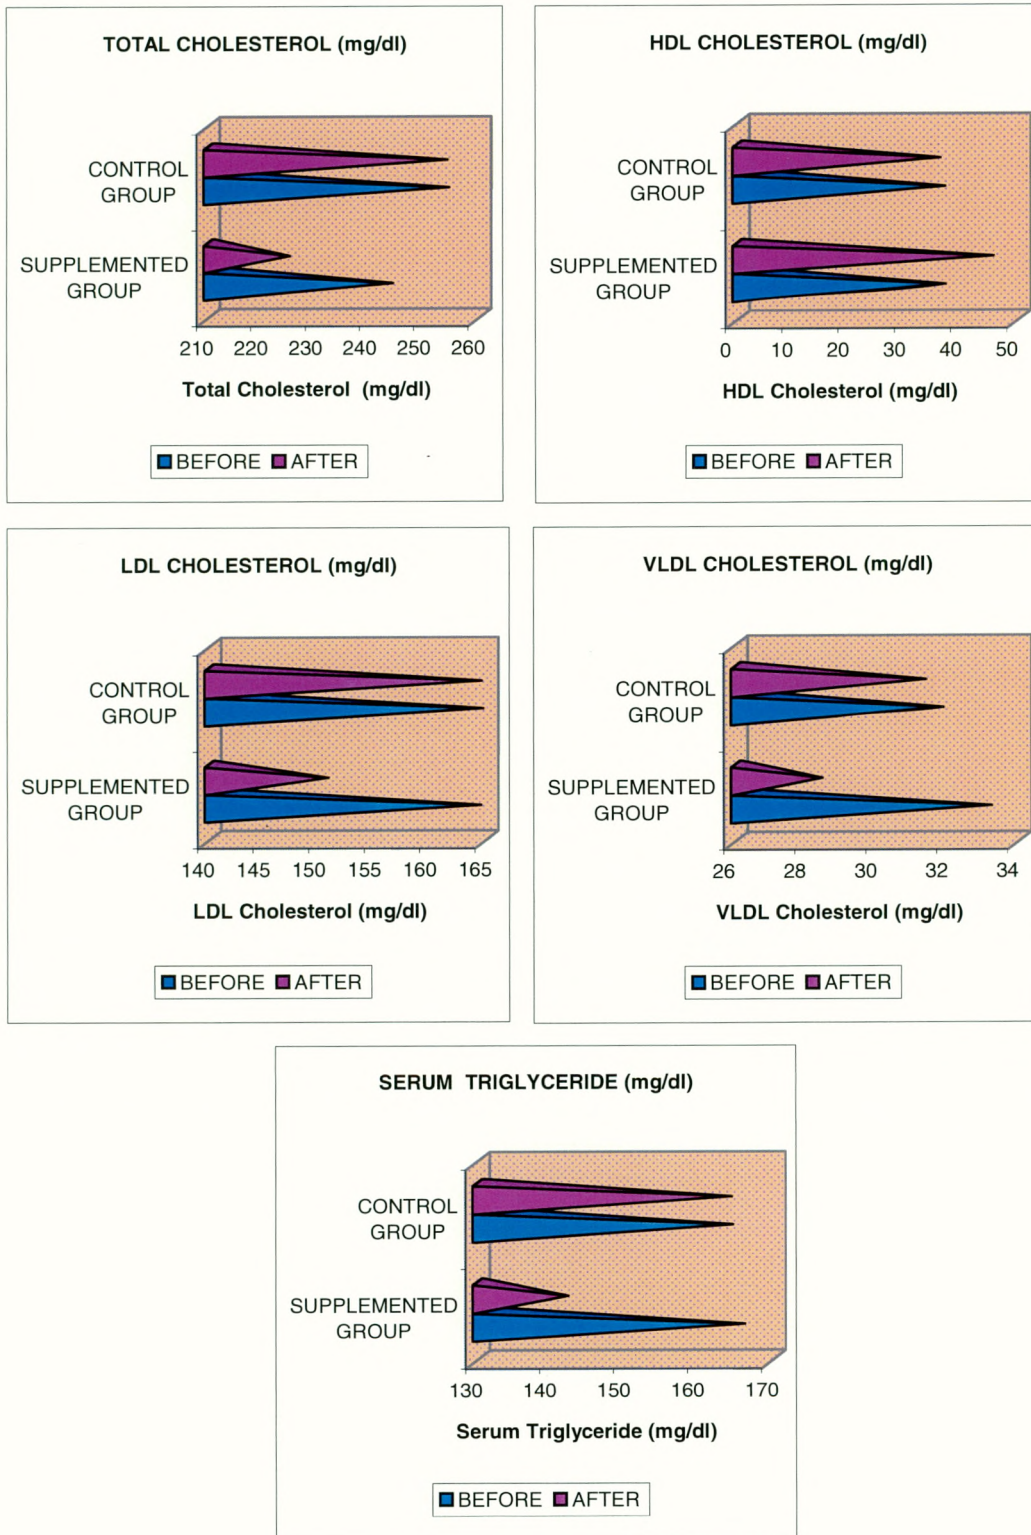 TOTAL CHOLESTEROL (mg/dl)
CONTROL
GROUP
SUPPLEMENTED
GROUP
210 220 230 240 250 260
Total Cholesterol (mg/dl)
BEFORE AFTER
HDL CHOLESTEROL (mg/dl)
CONTROL
GROUP
SUPPLEMENTED
GROUP
0 10 20 30 40 50
HDL Cholesterol (mg/dl)
BEFORE AFTER
LDL CHOLESTEROL (mg/dl)
CONTROL
GROUP
SUPPLEMENTED
GROUP
140 145 150 155 160 165
LDL Cholesterol (mg/dl)
BEFORE AFTER
VLDL CHOLESTEROL (mg/dl)
CONTROL
GROUP
SUPPLEMENTED
GROUP
26 28 30 32 34
VLDL Cholesterol (mg/dl)
BEFORE AFTER
SERUM TRIGLYCERIDE (mg/dl)
CONTROL
GROUP
SUPPLEMENTED
GROUP
130 140 150 160 170
Serum Triglyceride (mg/dl)
BEFORE AFTER